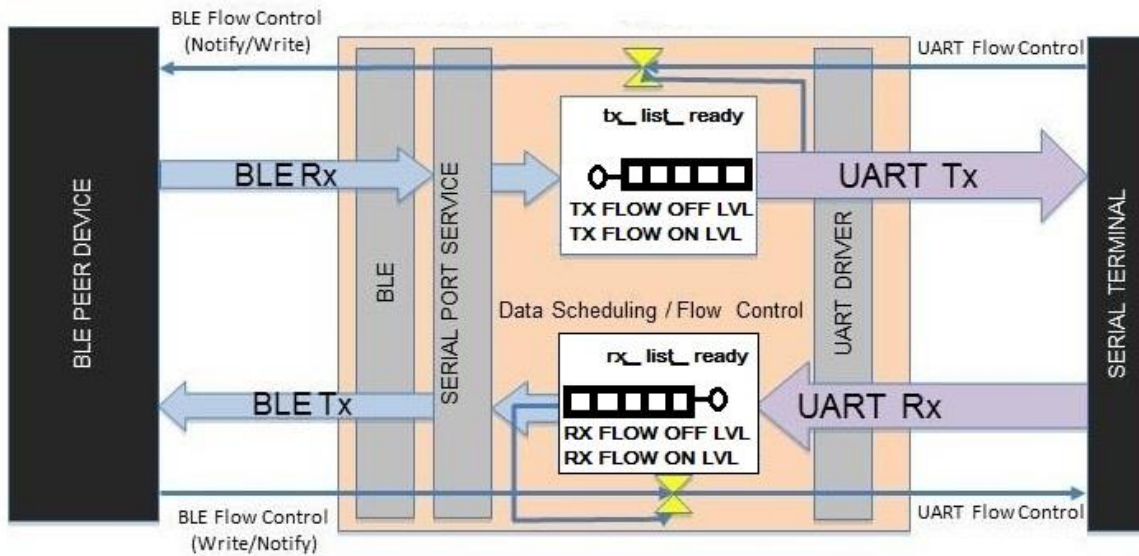 BLE Flow Control
(Notify/Write)
UART Flow Control
tx_ list_ ready
BLE Rx
UART Tx
TX FLOW OFF LVL
TX FLOW ON LVL
BLE PEER DEVICE
BLE
SERIAL PORT SERVICE
Data Scheduling / Flow Control
UART DRIVER
SERIAL TERMINAL
rx_ list_ ready
BLE Tx
UART Rx
RX FLOW OFF LVL
RX FLOW ON LVL
BLE Flow Control
(Write/Notify)
UART Flow Control